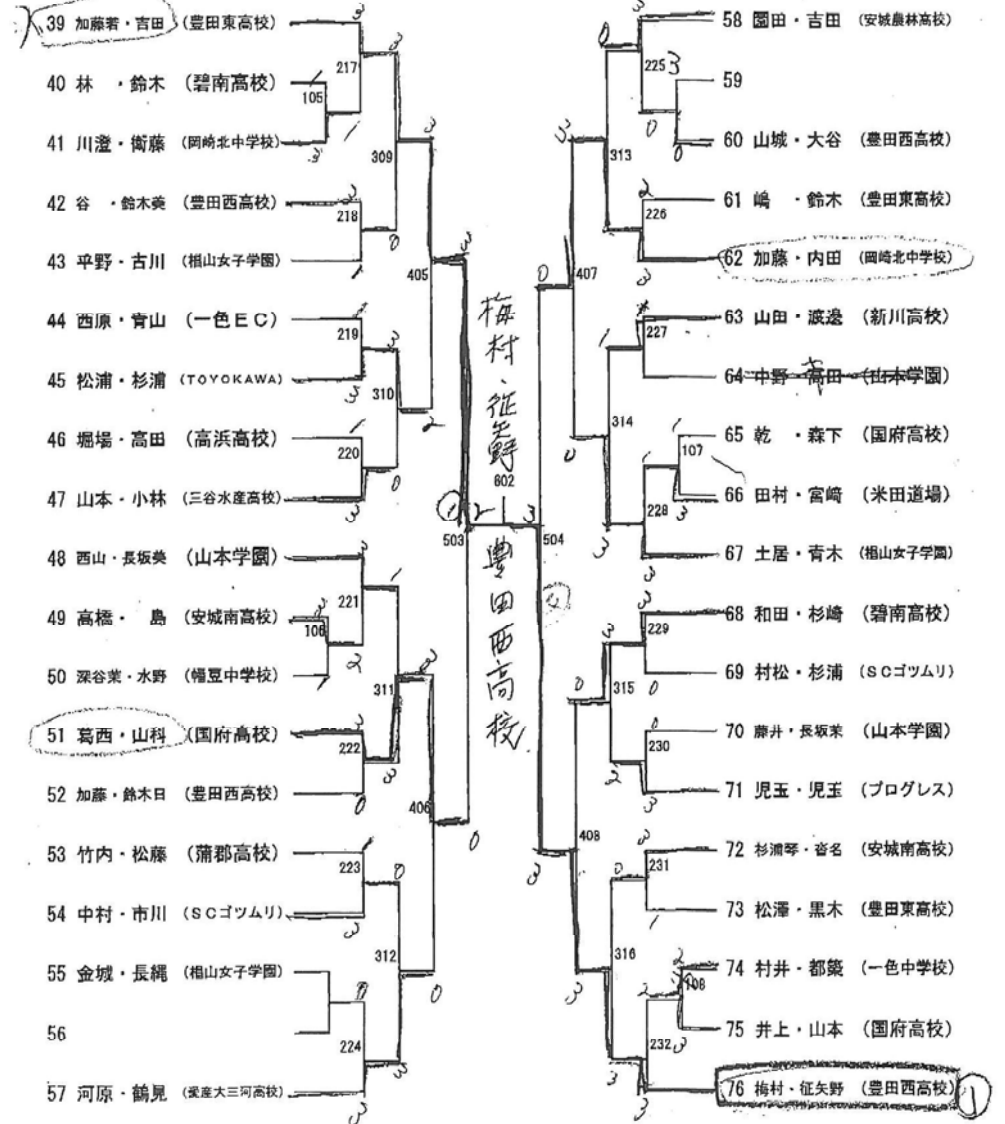 39 加藤若・吉田 (豊田東高校)
40 林 ・鈴木 (碧南高校)
41 川澄・衛藤 (岡崎北中学校)
42 谷 ・鈴木美 (豊田西高校)
43 平野・古川 (椙山女子学園)
44 西原・青山 (一色EC)
45 松浦・杉浦 (TOYOKAWA)
46 堀場・高田 (高浜高校)
47 山本・小林 (三谷水産高校)
48 西山・長坂美 (山本学園)
49 高橋・ 島 (安城南高校)
50 深谷茉・水野 (幡豆中学校)
51 葛西・山科 (国府高校)
52 加藤・鈴木日 (豊田西高校)
53 竹内・松藤 (蒲郡高校)
54 中村・市川 (SCゴツムリ)
55 金城・長縄 (椙山女子学園)
56
57 河原・鶴見 (愛産大三河高校)
217
105
309
218
405
219
310
220
503
221
106
311
222
406
223
312
224
602
梅村・征矢野
豊田西高校
504
313
225
226
407
227
314
107
228
229
315
230
408
231
316
108
232
58 園田・吉田 (安城農林高校)
59
60 山城・大谷 (豊田西高校)
61 嶋 ・鈴木 (豊田東高校)
62 加藤・内田 (岡崎北中学校)
63 山田・渡邊 (新川高校)
64 中野・高田 (山本学園)
65 乾 ・森下 (国府高校)
66 田村・宮崎 (米田道場)
67 土居・青木 (椙山女子学園)
68 和田・杉崎 (碧南高校)
69 村松・杉浦 (SCゴツムリ)
70 藤井・長坂茉 (山本学園)
71 児玉・児玉 (プログレス)
72 杉浦琴・沓名 (安城南高校)
73 松澤・黒木 (豊田東高校)
74 村井・都築 (一色中学校)
75 井上・山本 (国府高校)
76 梅村・征矢野 (豊田西高校)
①